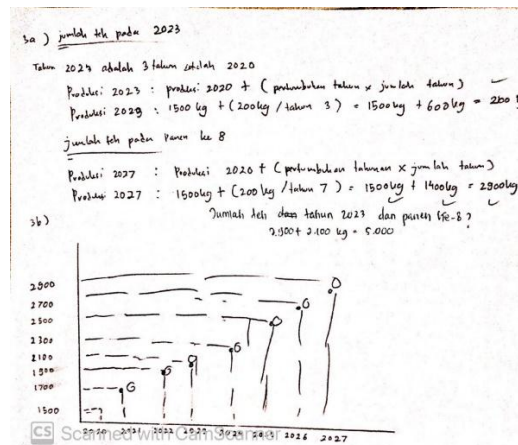 3a ) jumlah teh pada 2023
Tahun 2023 adalah 3 tahun setelah 2020
Produksi 2023 : produksi 2020 + ( pertumbuhan tahun x jumlah tahun )
Produksi 2023 : 1500 kg + (200kg / tahun 3 ) = 1500kg + 600kg =
jumlah teh pada Panen ke 8
Produksi 2027 : Produksi 2020 + ( pertumbuhan tahunan x jumlah tahun )
Produksi 2027 : 1500kg + ( 200 kg / tahun 7 ) = 1500kg + 1400kg = 2900kg
Jumlah teh tahun 2023 dan panen ke-8 ?
2.900 + 2.100 kg = 5.000
3b)
2900
2700
2500
2300
2100
1900
1700
1500
2020 2021 2022 2026 2027
CS Scanned with CamScanner